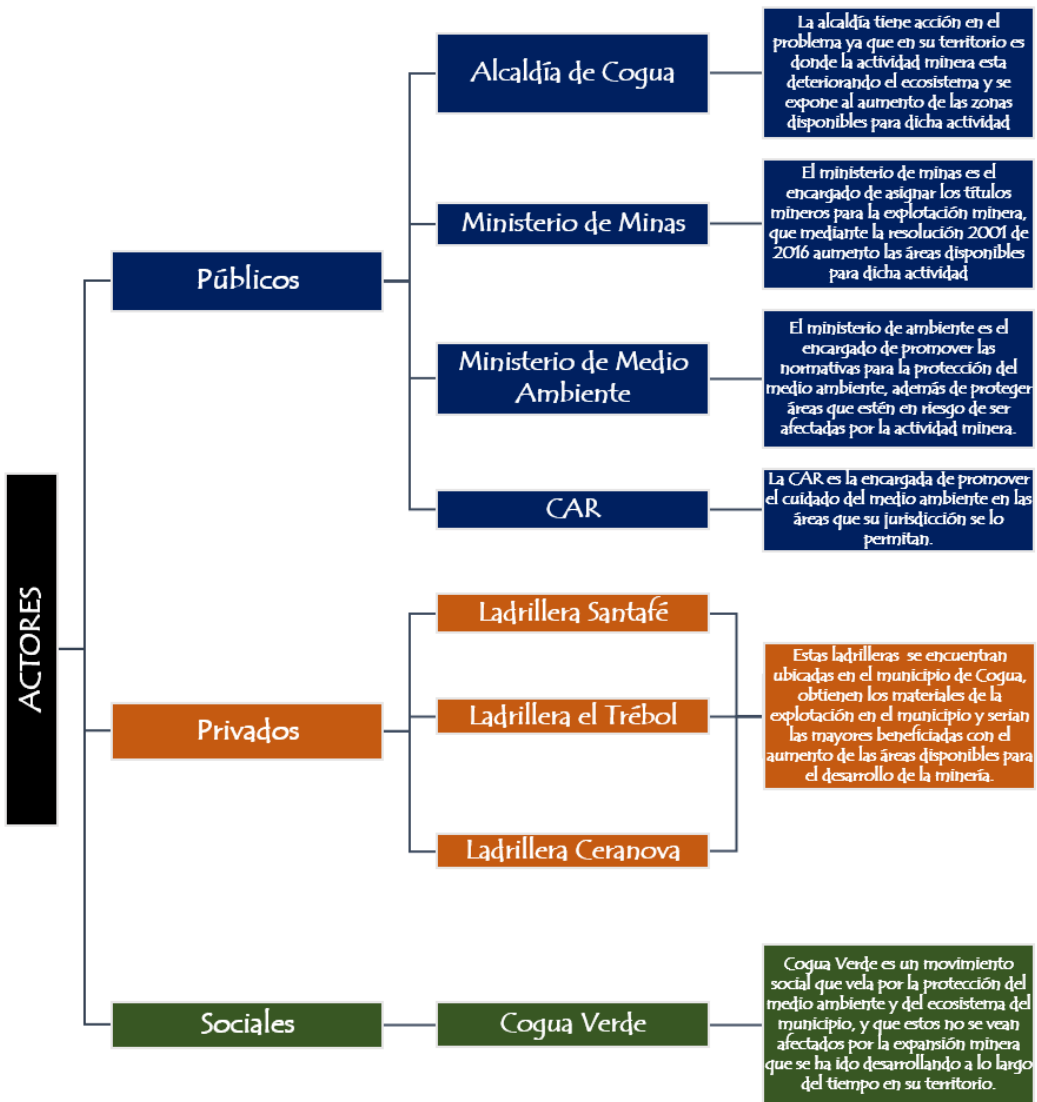 ACTORES
Públicos
Alcaldía de Cogua
La alcaldía tiene acción en el
problema ya que en su territorio es
donde la actividad minera esta
deteriorando el ecosistema y se
expone al aumento de las zonas
disponibles para dicha actividad
Ministerio de Minas
El ministerio de minas es el
encargado de asignar los títulos
mineros para la explotación minera,
que mediante la resolución 2001 de
2016 aumento las áreas disponibles
para dicha actividad
Ministerio de Medio
Ambiente
El ministerio de ambiente es el
encargado de promover las
normativas para la protección del
medio ambiente, además de proteger
áreas que estén en riesgo de ser
afectadas por la actividad minera.
CAR
La CAR es la encargada de promover
el cuidado del medio ambiente en las
áreas que su jurisdicción se lo
permitan.
Privados
Ladrillera Santafé
Ladrillera el Trébol
Ladrillera Ceranova
Estas ladrilleras se encuentran
ubicadas en el municipio de Cogua,
obtienen los materiales de la
explotación en el municipio y serian
las mayores beneficiadas con el
aumento de las áreas disponibles para
el desarrollo de la minería.
Sociales
Cogua Verde
Cogua Verde es un movimiento
social que vela por la protección del
medio ambiente y del ecosistema del
municipio, y que estos no se vean
afectados por la expansión minera
que se ha ido desarrollando a lo largo
del tiempo en su territorio.